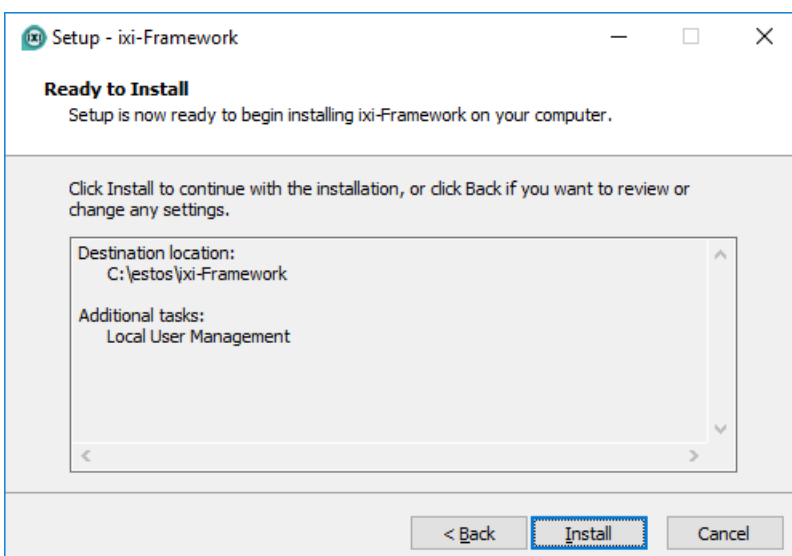 ixi Setup - ixi-Framework
Ready to Install
Setup is now ready to begin installing ixi-Framework on your computer.
Click Install to continue with the installation, or click Back if you want to review or
change any settings.
Destination location:
C:\estos\ixi-Framework
Additional tasks:
Local User Management
< Back Install Cancel